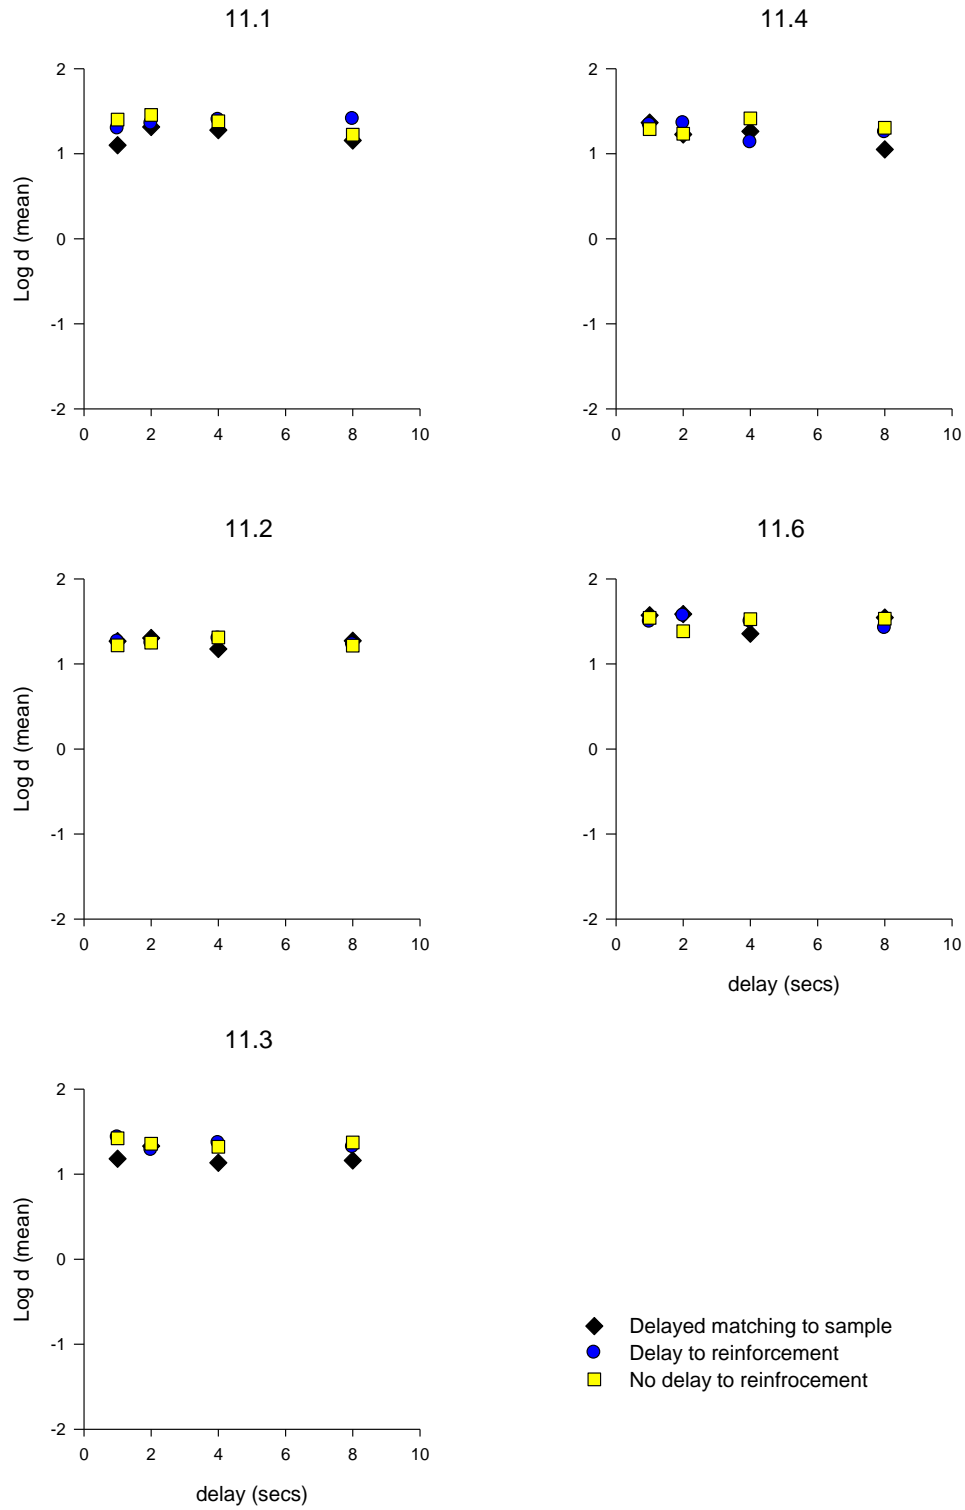 11.1
2
1
0
-1
-2
Log d (mean)
0 2 4 6 8 10
11.4
2
1
0
-1
-2
0 2 4 6 8 10
11.2
2
1
0
-1
-2
Log d (mean)
0 2 4 6 8 10
11.6
2
1
0
-1
-2
0 2 4 6 8 10
delay (secs)
11.3
2
1
0
-1
-2
Log d (mean)
0 2 4 6 8 10
delay (secs)
Delayed matching to sample
Delay to reinforcement
No delay to reinfrocement